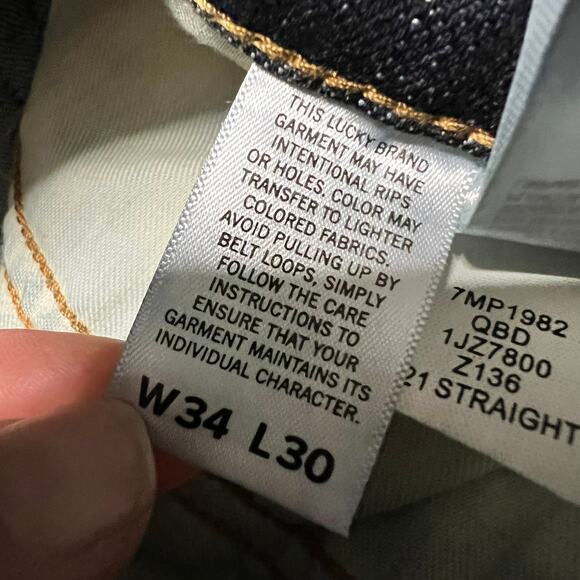 THIS LUCKY BRAND
GARMENT MAY HAVE
INTENTIONAL RIPS
OR HOLES. COLOR MAY
TRANSFER TO LIGHTER
COLORED FABRICS.
AVOID PULLING UP BY
BELT LOOPS, SIMPLY
FOLLOW THE CARE
INSTRUCTIONS TO
ENSURE THAT YOUR
GARMENT MAINTAINS ITS
INDIVIDUAL CHARACTER.
W34 L30
7MP1982
QBD
1JZ7800
Z136
21 STRAIGHT